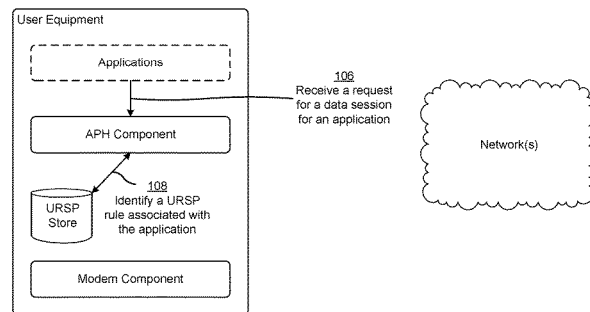 User Equipment
Applications
106
Receive a request
for a data session
for an application
APH Component
Network(s)
108
Identify a URSP
rule associated with
the application
URSP
Store
Modem Component